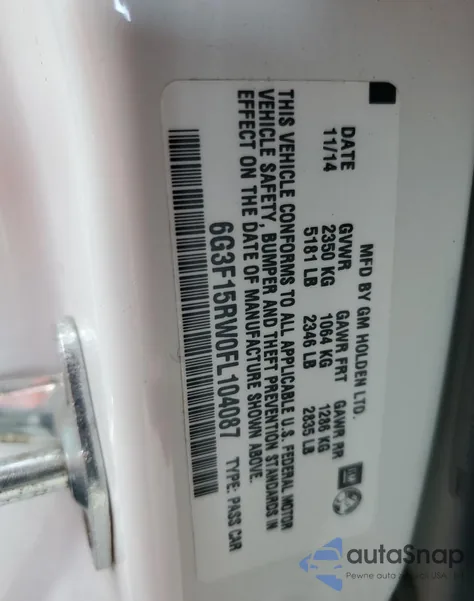 MFD BY GM HOLDEN LTD.
DATE GVWR GAWR FRT GAWR RR
11/14 2350 KG 1064 KG 1286 KG
5181 LB 2346 LB 2835 LB
THIS VEHICLE CONFORMS TO ALL APPLICABLE U.S. FEDERAL MOTOR
VEHICLE SAFETY, BUMPER AND THEFT PREVENTION STANDARDS IN
EFFECT ON THE DATE OF MANUFACTURE SHOWN ABOVE.
6G3F15RW0FL104087 TYPE: PASS CAR
GM
autoSnap